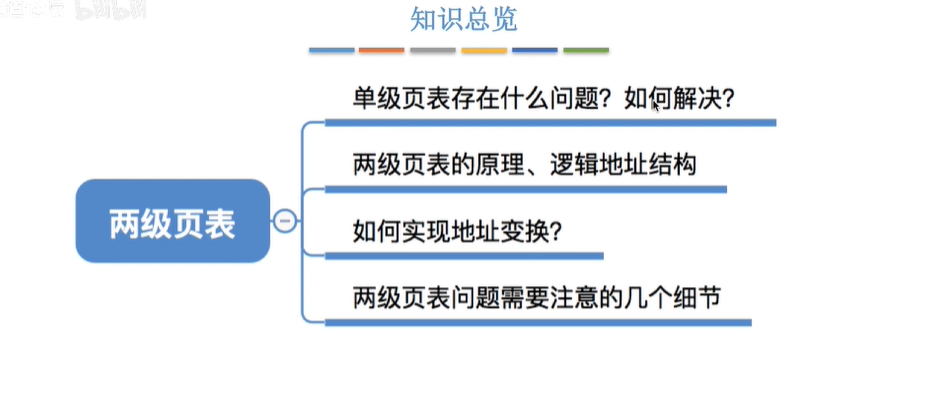 bilibili
知识总览
单级页表存在什么问题？如何解决？
两级页表的原理、逻辑地址结构
两级页表
如何实现地址变换？
两级页表问题需要注意的几个细节